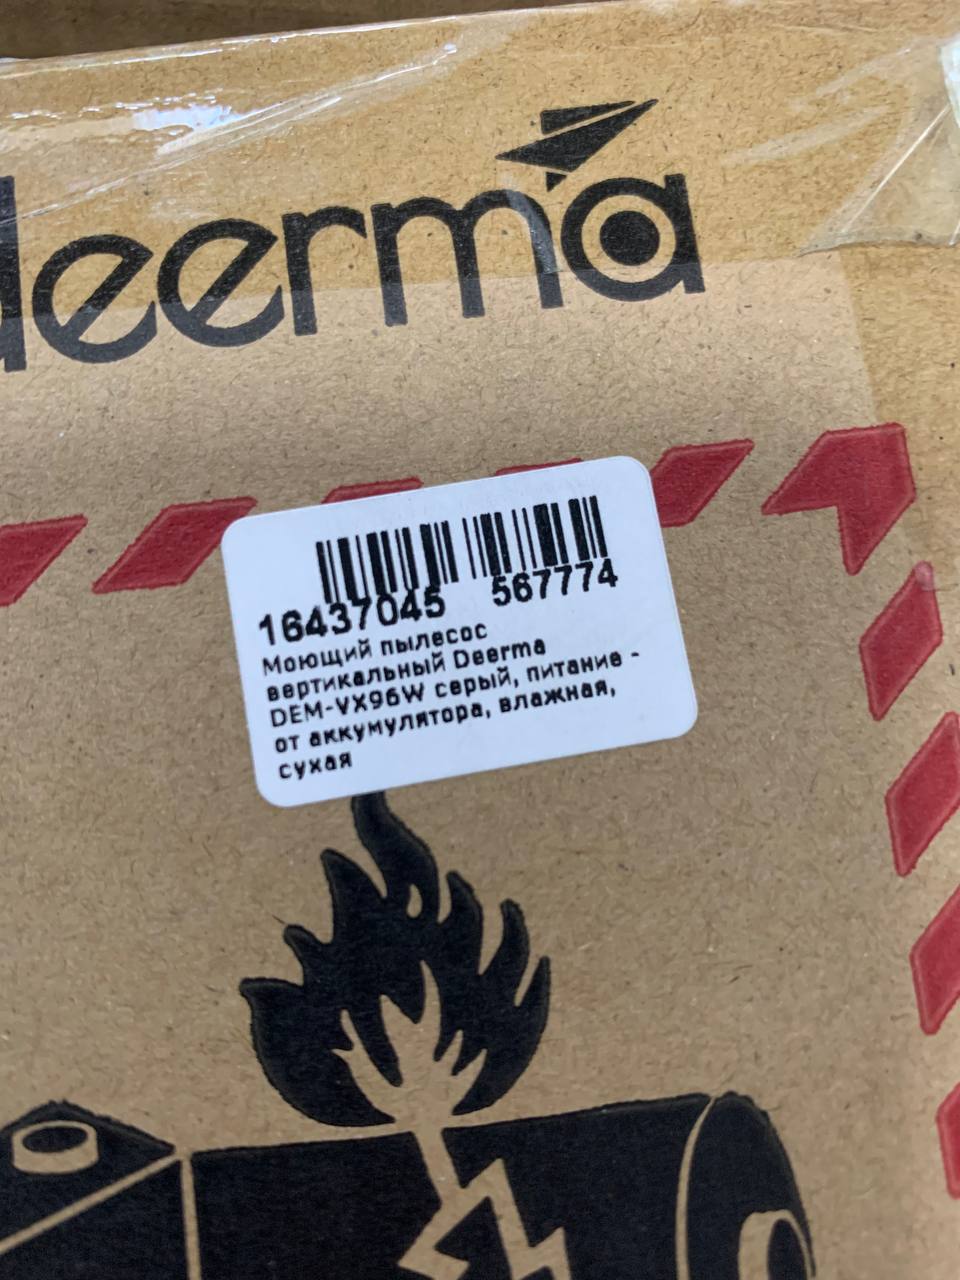 deerma
16437045 567774
Моющий пылесос
вертикальный Deerma
DEM-VX96W серый, питание -
от аккумулятора, влажная,
сухая